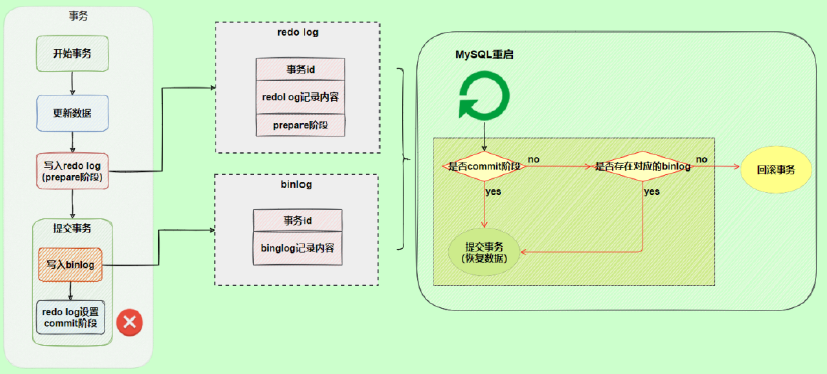 事务
开始事务
更新数据
写入redo log
(prepare阶段)
提交事务
写入binlog
redo log设置
commit阶段
redo log
事务id
redol og记录内容
prepare阶段
binlog
事务id
binglog记录内容
MySQL重启
是否commit阶段
no
是否存在对应的binlog
no
回滚事务
yes
yes
提交事务
(恢复数据)